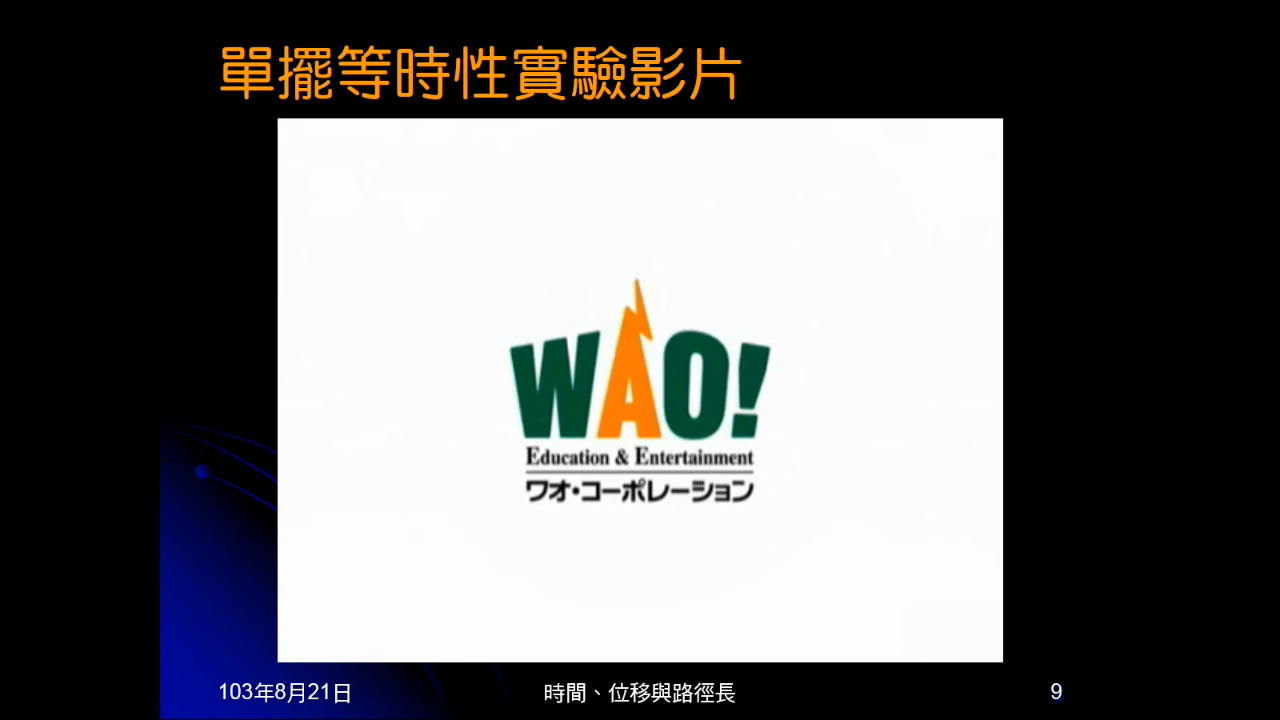 單擺等時性實驗影片
WAO!
Education & Entertainment
ワオ・コーポレーション
103年8月21日
時間、位移與路徑長
9